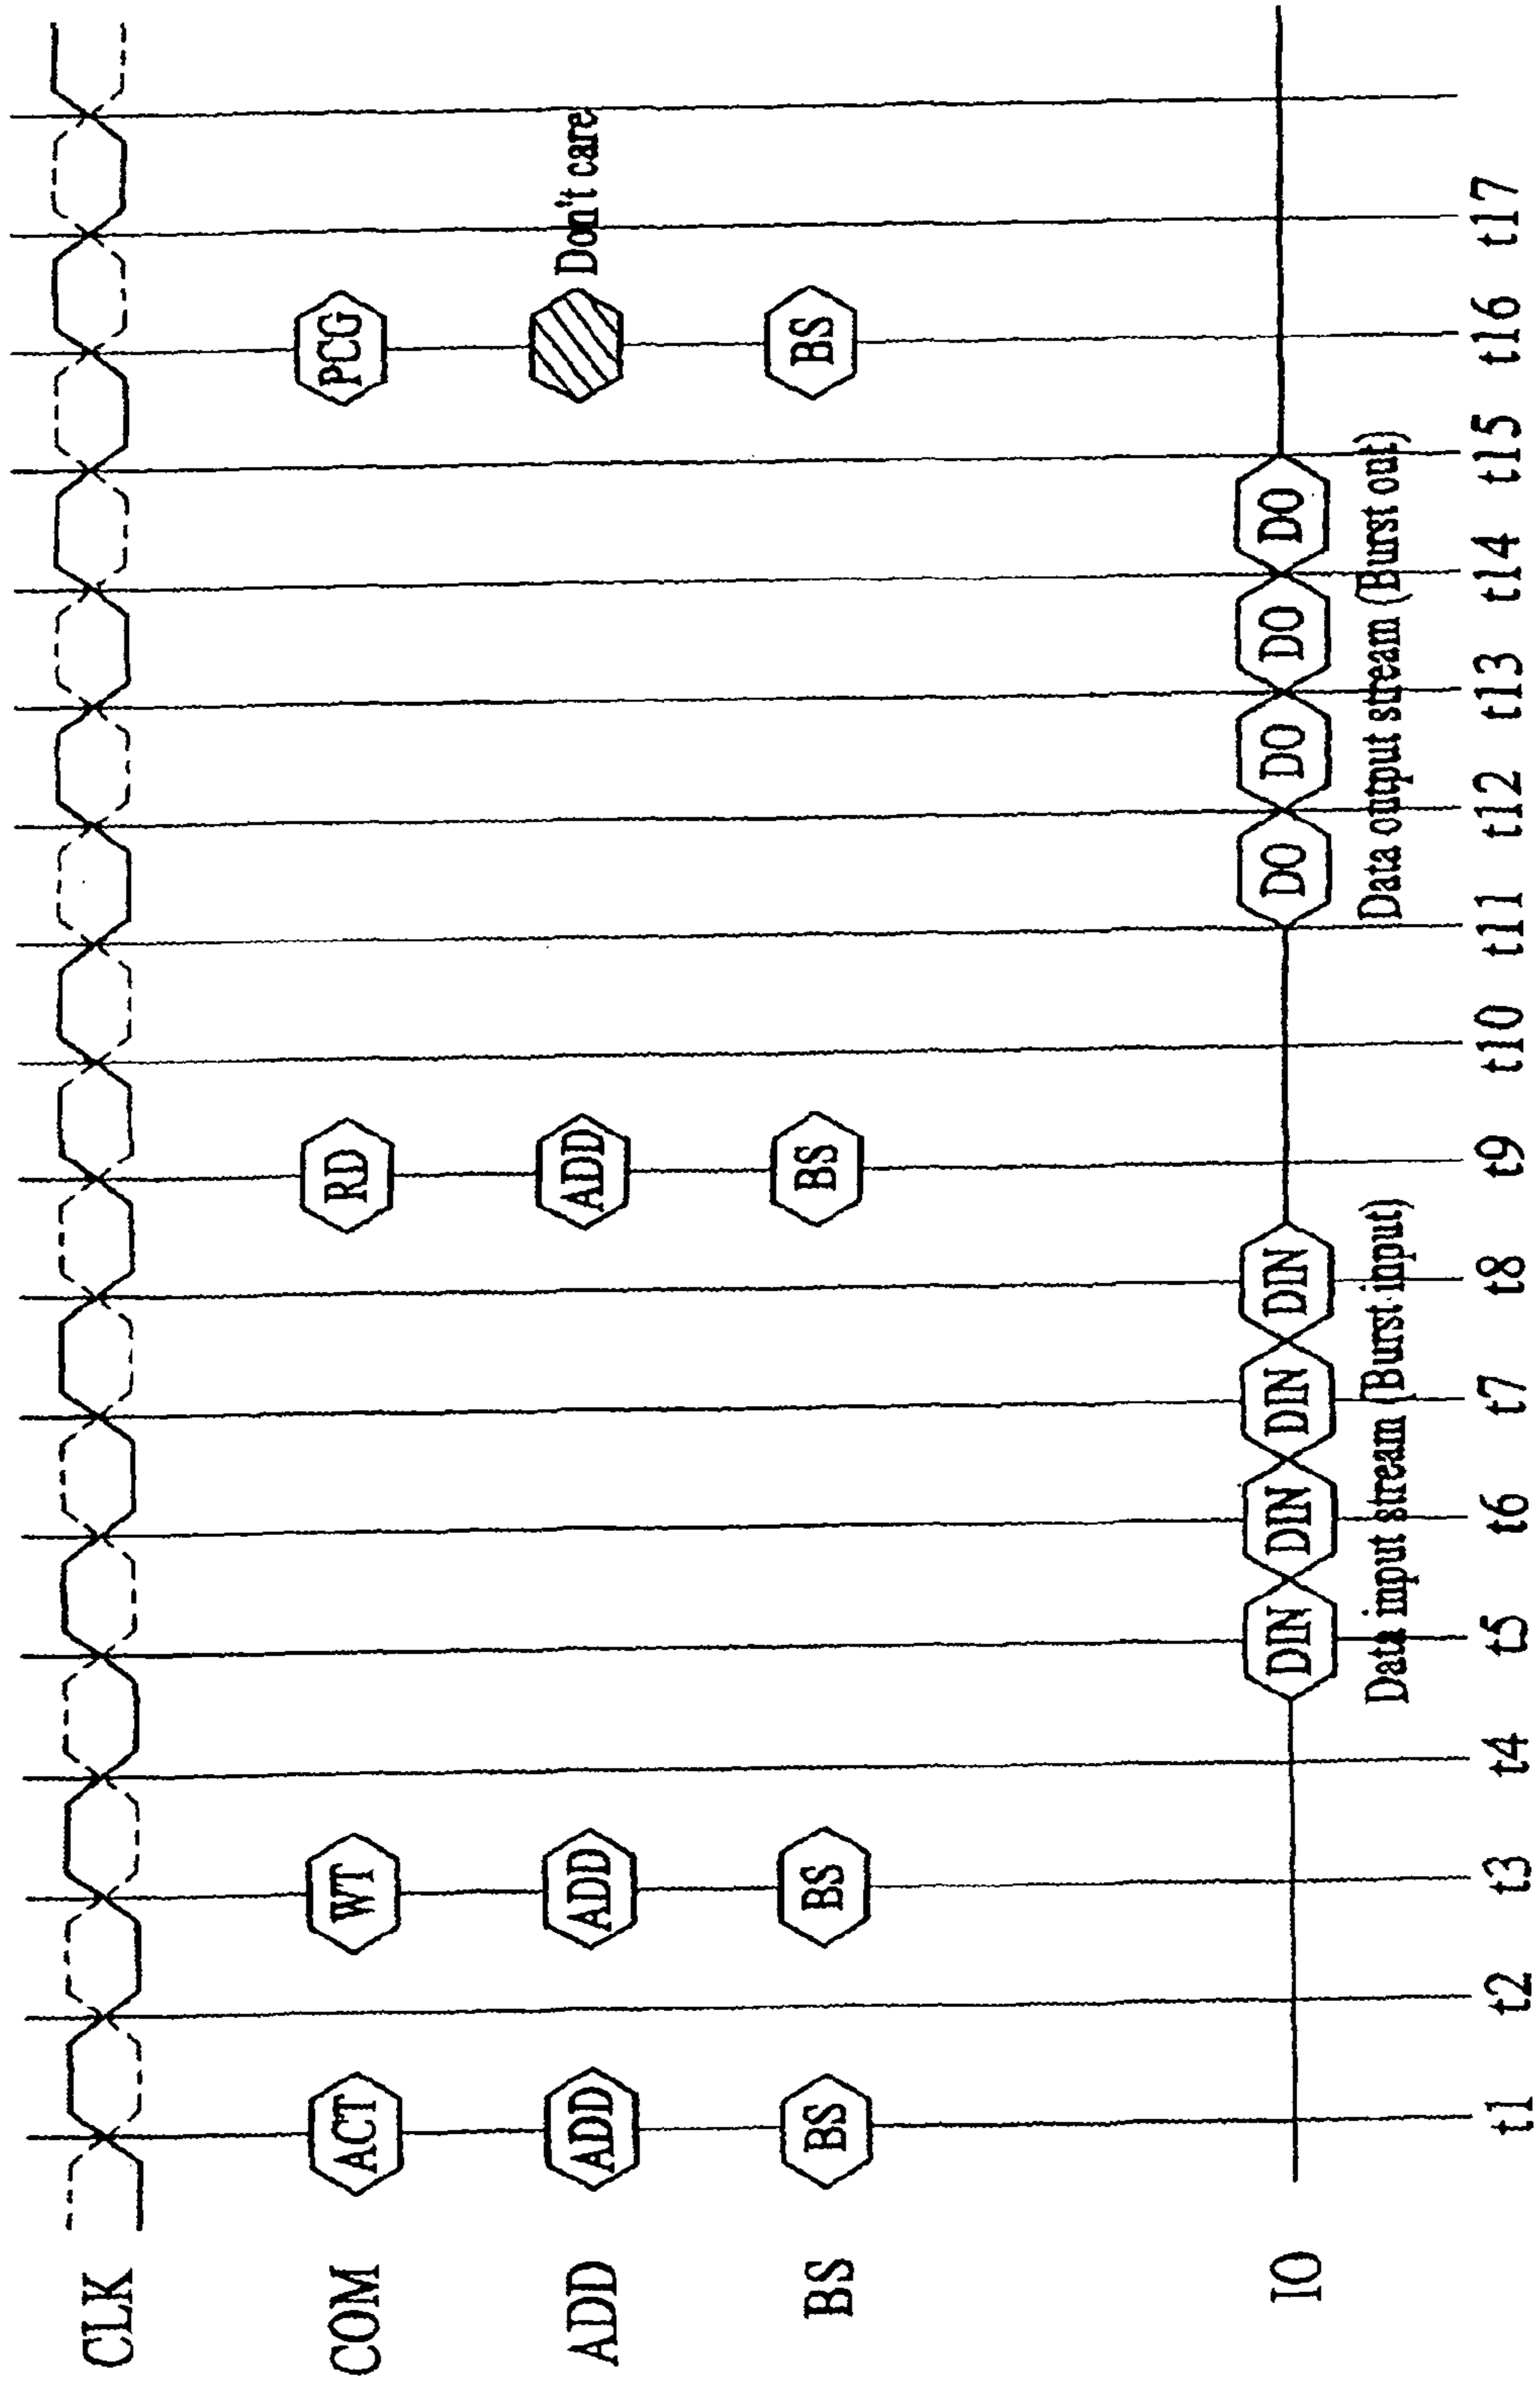 CLK
COM ACT WT RD PCG
ADD ADD ADD ADD Don't care
BS BS BS BS BS
IO DIN DIN DIN DIN DO DO DO DO
Data input stream (Burst input) Data output stream (Burst out)
t1 t2 t3 t4 t5 t6 t7 t8 t9 t10 t11 t12 t13 t14 t15 t16 t17